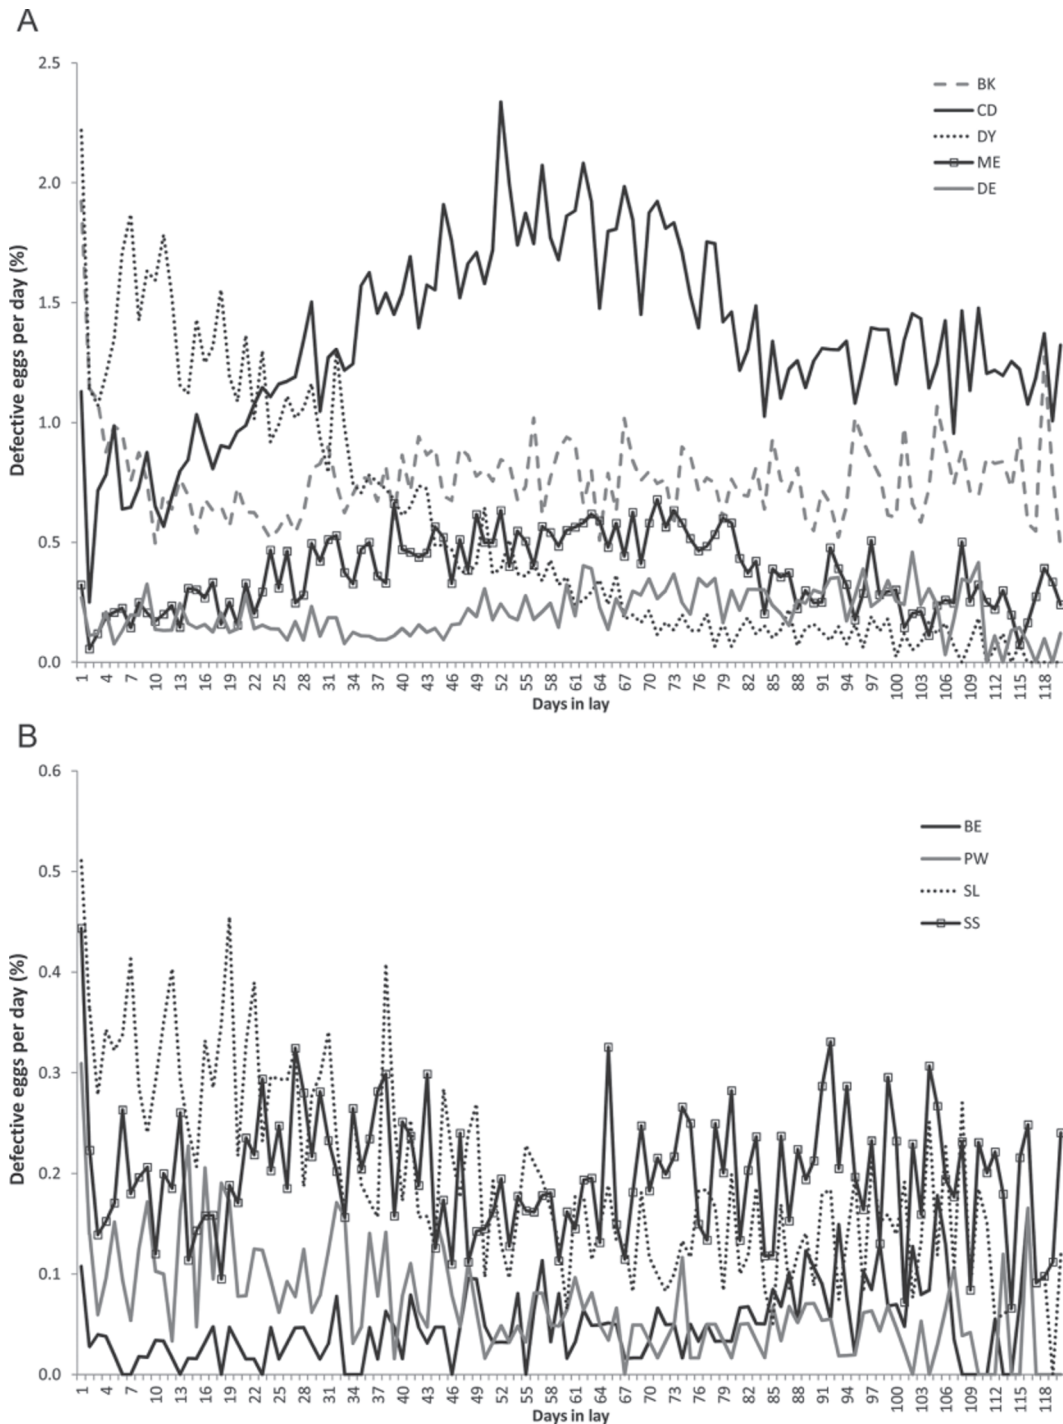 A
2.5
2.0
1.5
1.0
0.5
0.0
Defective eggs per day (%)
BK
CD
DY
ME
DE
1 4 7 10 13 16 19 22 25 28 31 34 37 40 43 46 49 52 55 58 61 64 67 70 73 76 79 82 85 88 91 94 97 100 103 106 109 112 115 118
Days in lay
B
0.6
0.5
0.4
0.3
0.2
0.1
0.0
Defective eggs per day (%)
BE
PW
SL
SS
1 4 7 10 13 16 19 22 25 28 31 34 37 40 43 46 49 52 55 58 61 64 67 70 73 76 79 82 85 88 91 94 97 100 103 106 109 112 115 118
Days in lay